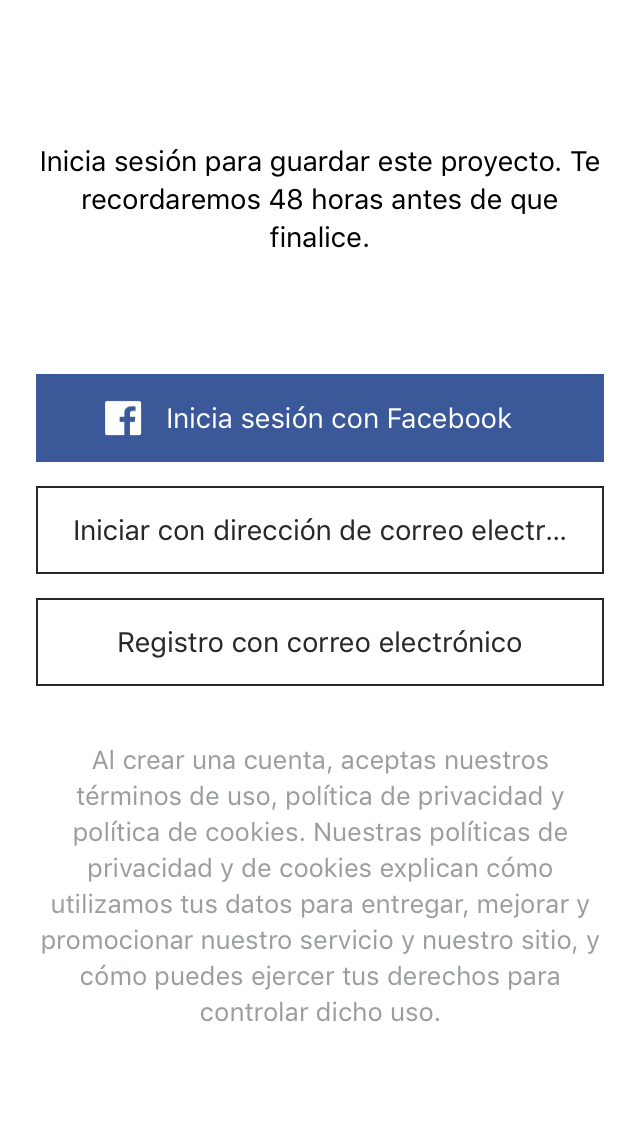 Inicia sesión para guardar este proyecto. Te
recordaremos 48 horas antes de que
finalice.
Inicia sesión con Facebook
Iniciar con dirección de correo electr...
Registro con correo electrónico
Al crear una cuenta, aceptas nuestros
términos de uso, política de privacidad y
política de cookies. Nuestras políticas de
privacidad y de cookies explican cómo
utilizamos tus datos para entregar, mejorar y
promocionar nuestro servicio y nuestro sitio, y
cómo puedes ejercer tus derechos para
controlar dicho uso.